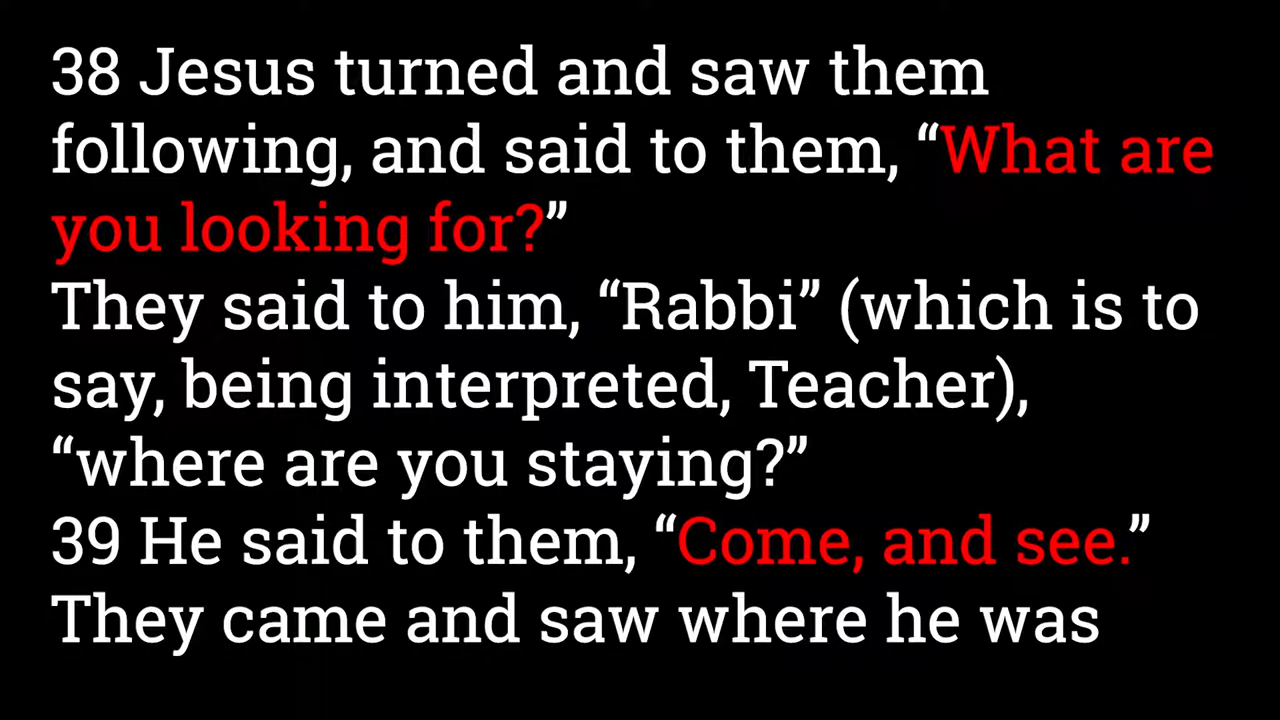 38 Jesus turned and saw them
following, and said to them, “What are
you looking for?”
They said to him, “Rabbi” (which is to
say, being interpreted, Teacher),
“where are you staying?”
39 He said to them, “Come, and see.”
They came and saw where he was